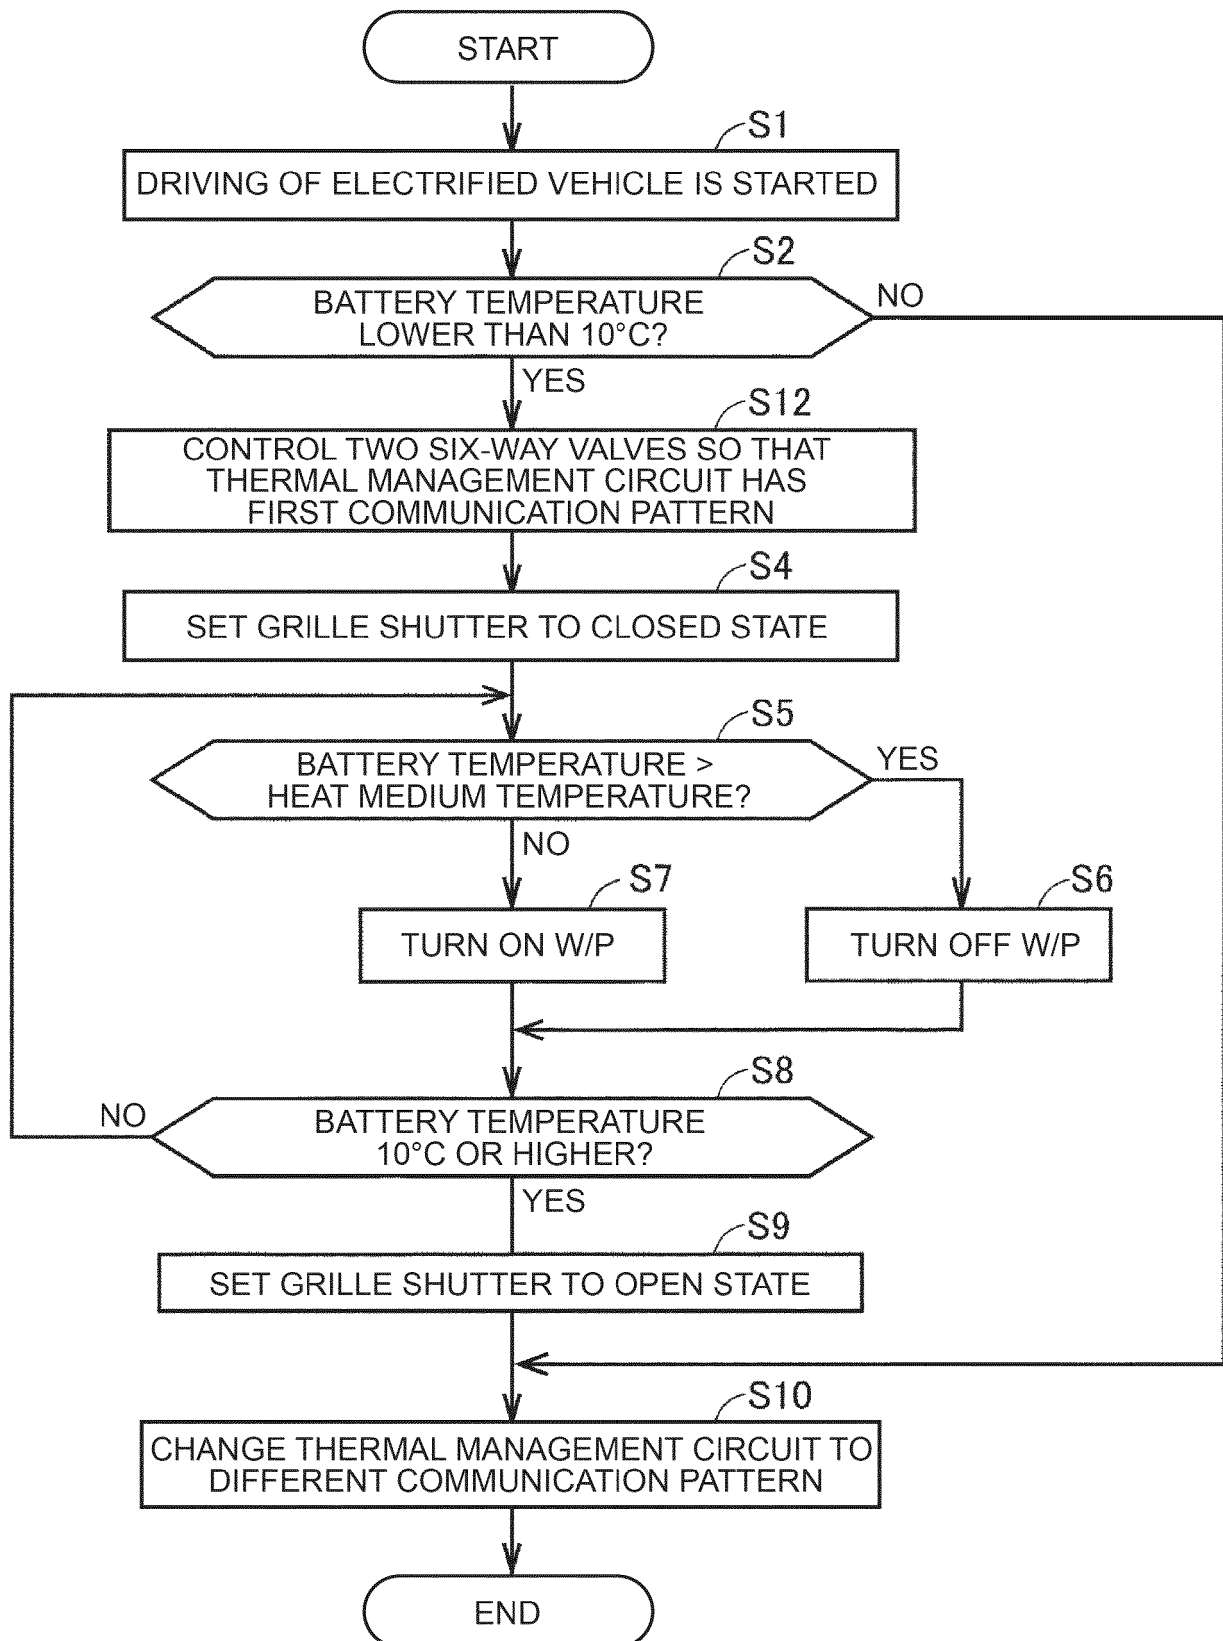 START
S1
DRIVING OF ELECTRIFIED VEHICLE IS STARTED
S2
BATTERY TEMPERATURE
LOWER THAN 10°C?
NO
YES
S12
CONTROL TWO SIX-WAY VALVES SO THAT
THERMAL MANAGEMENT CIRCUIT HAS
FIRST COMMUNICATION PATTERN
S4
SET GRILLE SHUTTER TO CLOSED STATE
S5
BATTERY TEMPERATURE >
HEAT MEDIUM TEMPERATURE?
YES
NO
S7
TURN ON W/P
S6
TURN OFF W/P
S8
BATTERY TEMPERATURE
10°C OR HIGHER?
NO
YES
S9
SET GRILLE SHUTTER TO OPEN STATE
S10
CHANGE THERMAL MANAGEMENT CIRCUIT TO
DIFFERENT COMMUNICATION PATTERN
END